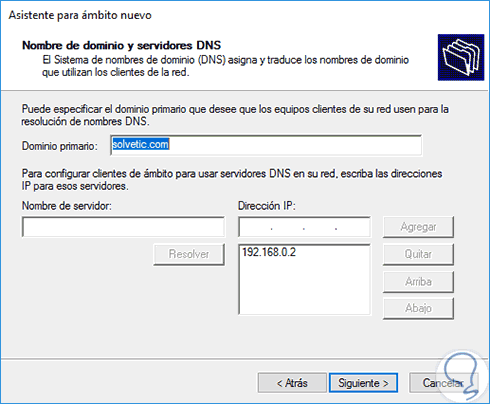 Asistente para ámbito nuevo
Nombre de dominio y servidores DNS
El Sistema de nombres de dominio (DNS) asigna y traduce los nombres de dominio
que utilizan los clientes de la red.
Puede especificar el dominio primario que desee que los equipos clientes de su red usen para la
resolución de nombres DNS.
Dominio primario: solvetic.com
Para configurar clientes de ámbito para usar servidores DNS en su red, escriba las direcciones
IP para esos servidores.
Nombre de servidor: Dirección IP:
. . . Agregar
Resolver 192.168.0.2 Quitar
Arriba
Abajo
< Atrás Siguiente > Cancelar